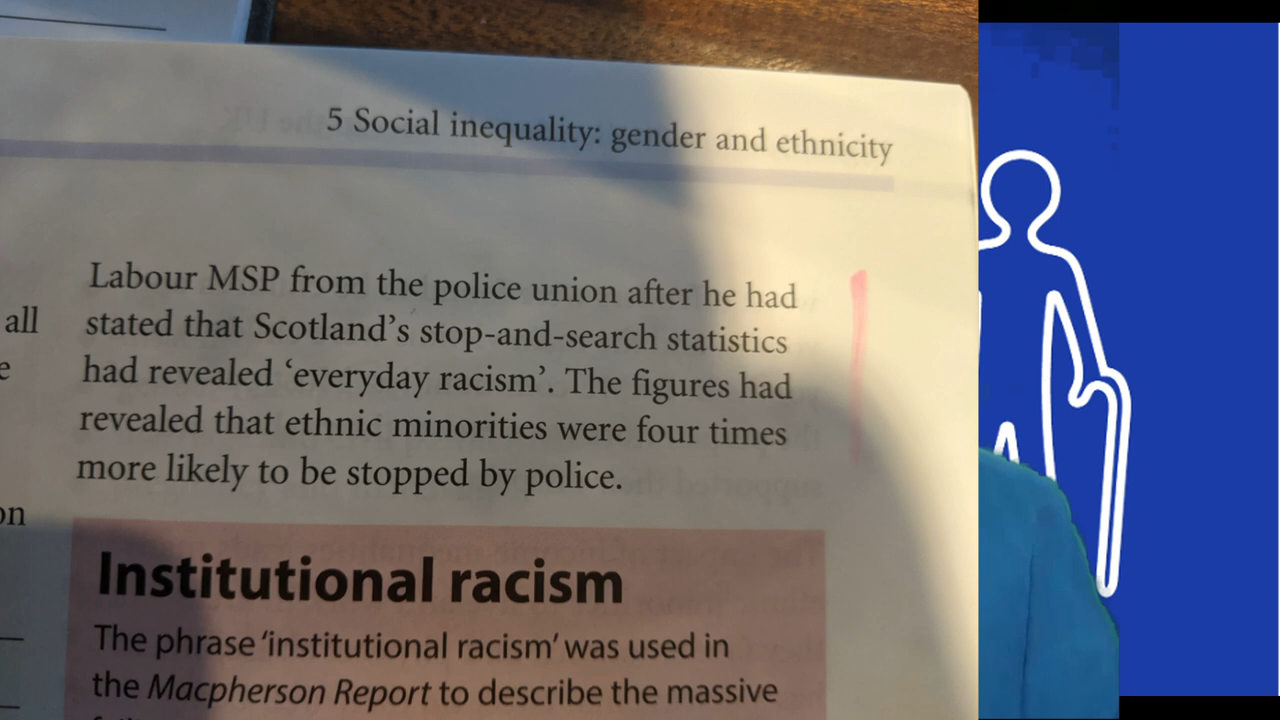 5 Social inequality: gender and ethnicity
all
e
on
Labour MSP from the police union after he had
stated that Scotland's stop-and-search statistics
had revealed 'everyday racism'. The figures had
revealed that ethnic minorities were four times
more likely to be stopped by police.
Institutional racism
The phrase 'institutional racism' was used in
the Macpherson Report to describe the massive